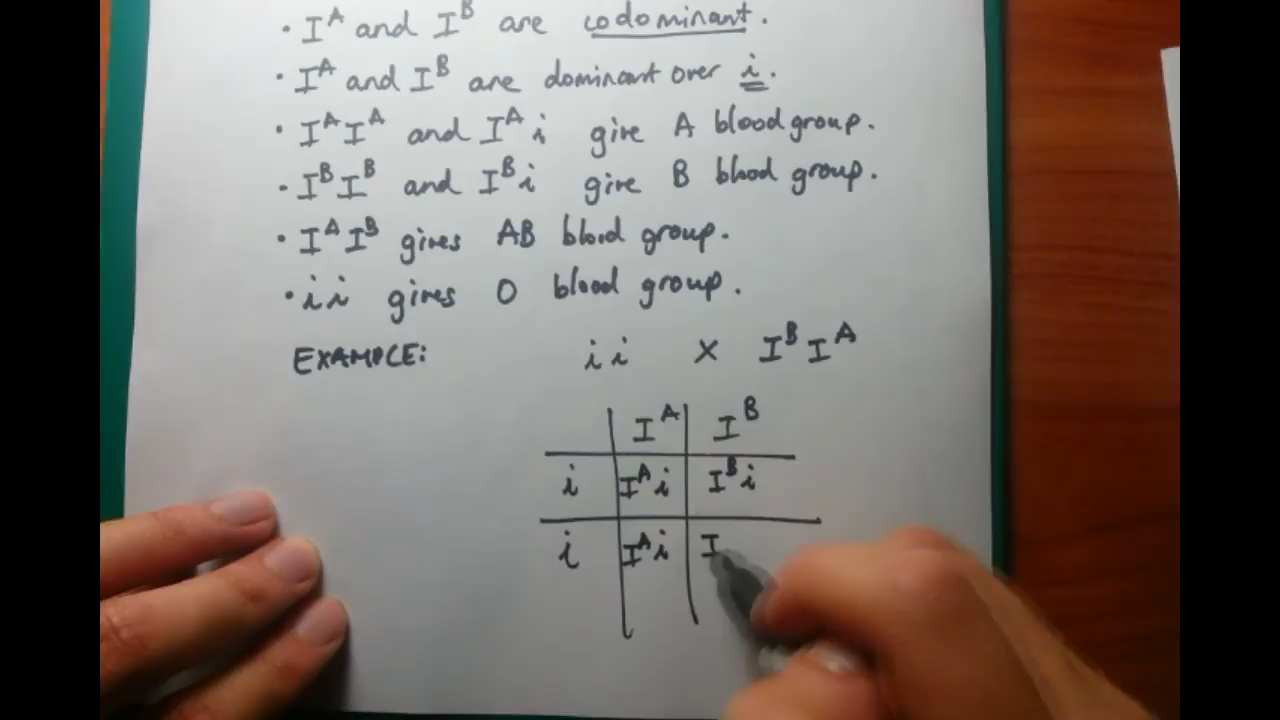 · Iᴬ and Iᴮ are codominant.
· Iᴬ and Iᴮ are dominant over i.
· IᴬIᴬ and Iᴬi give A blood group.
· IᴮIᴮ and Iᴮi give B blood group.
· IᴬIᴮ gives AB blood group.
· ii gives O blood group.
EXAMPLE: ii × IᴮIᴬ
Iᴬ Iᴮ
i Iᴬi Iᴮi
i Iᴬi I